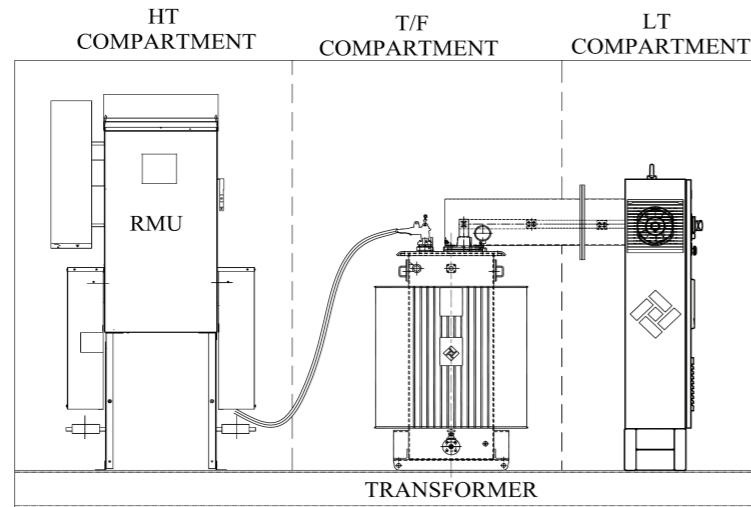 HT
COMPARTMENT
T/F
COMPARTMENT
LT
COMPARTMENT
RMU
TRANSFORMER